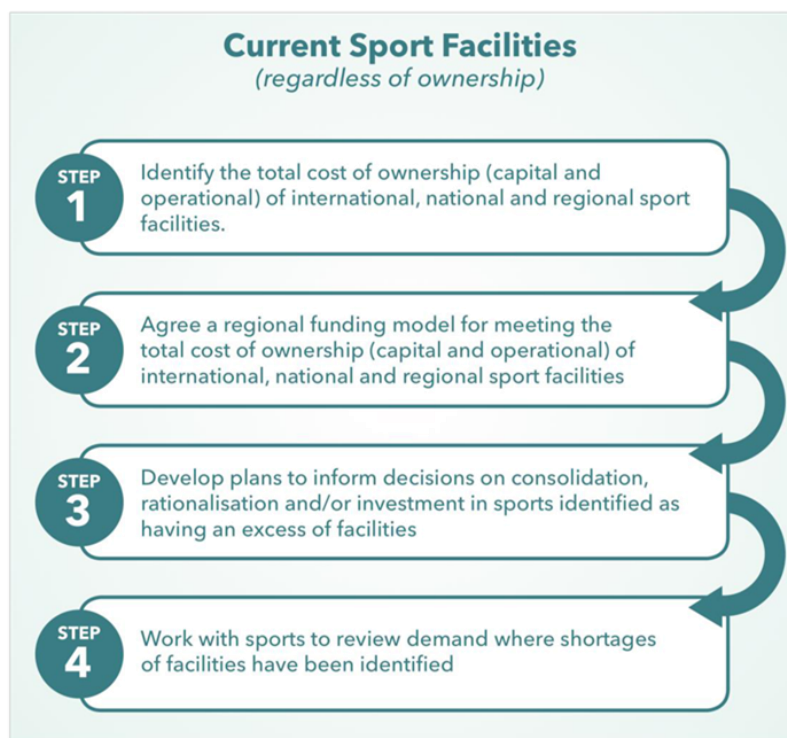 Current Sport Facilities
(regardless of ownership)
STEP
1
Identify the total cost of ownership (capital and
operational) of international, national and regional sport
facilities.
STEP
2
Agree a regional funding model for meeting the
total cost of ownership (capital and operational) of
international, national and regional sport facilities
STEP
3
Develop plans to inform decisions on consolidation,
rationalisation and/or investment in sports identified as
having an excess of facilities
STEP
4
Work with sports to review demand where shortages
of facilities have been identified